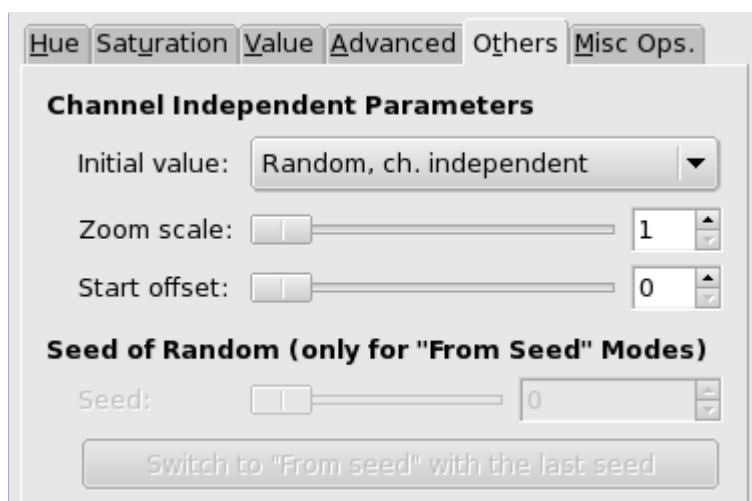 Hue Saturation Value Advanced Others Misc Ops.
Channel Independent Parameters
Initial value: Random, ch. independent
Zoom scale: 1
Start offset: 0
Seed of Random (only for "From Seed" Modes)
Seed: 0
Switch to "From seed" with the last seed